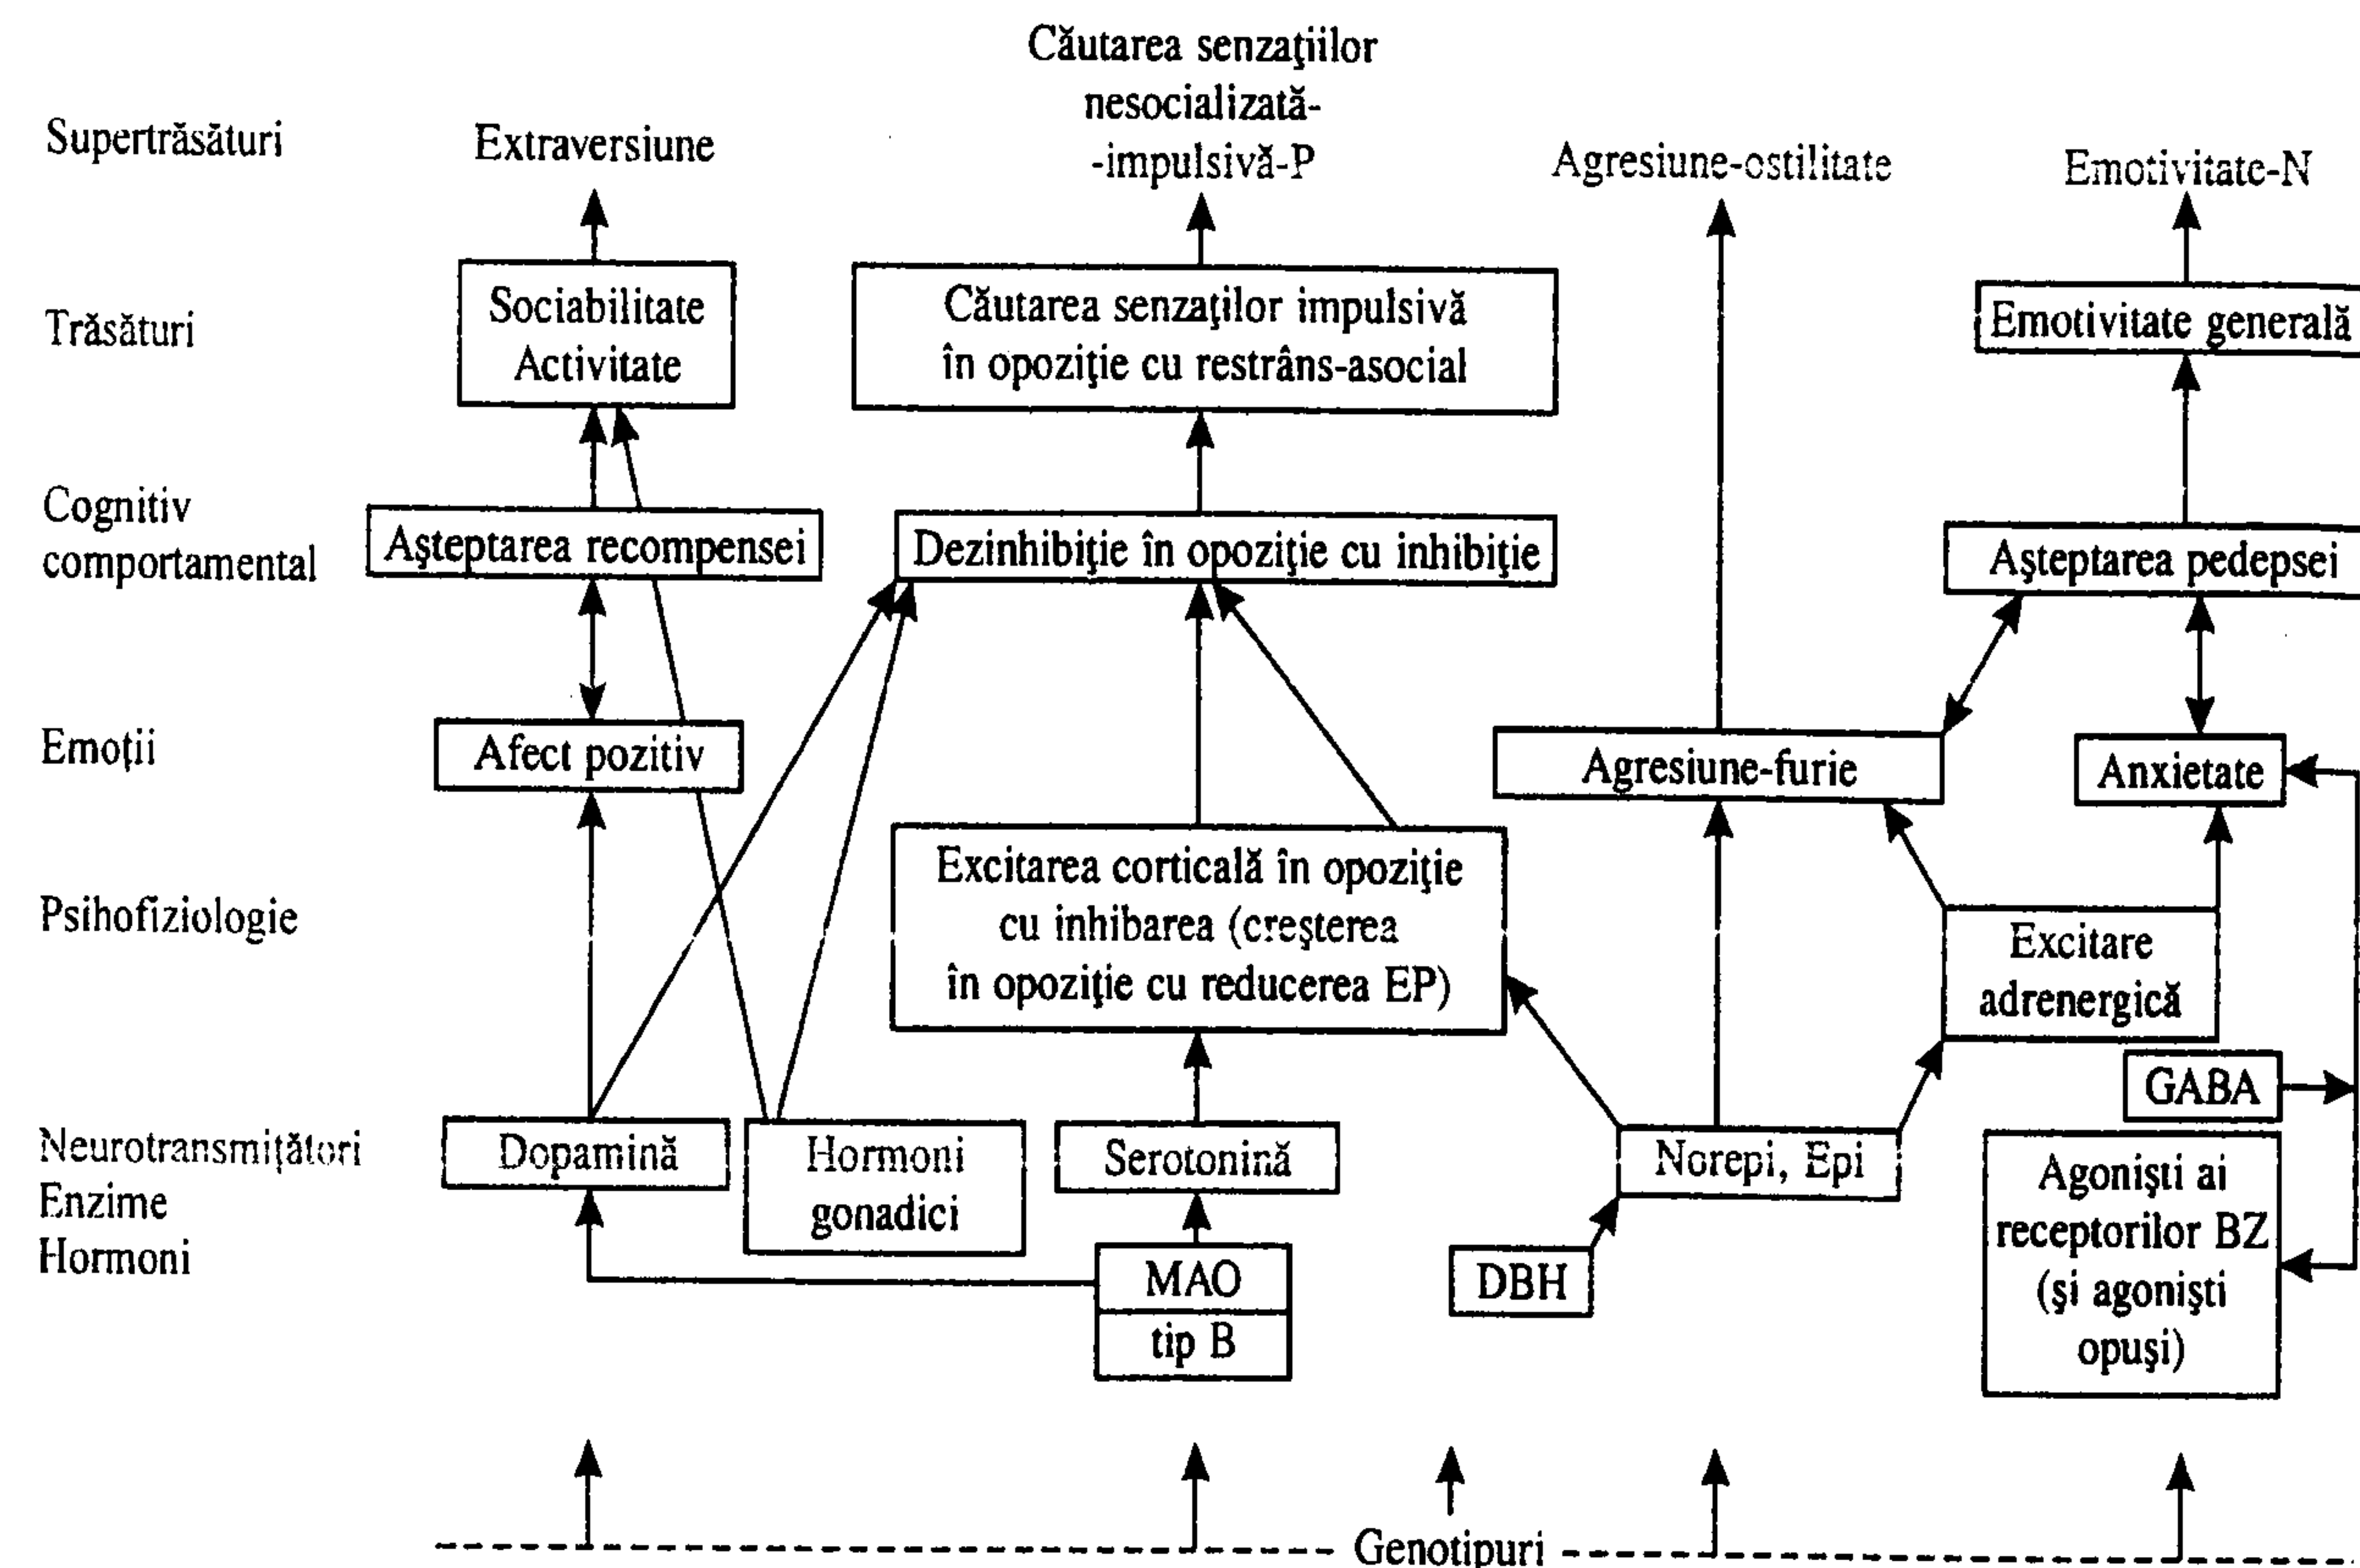 Căutarea senzaţiilor
nesocializată-
-impulsivă-P
Supertrăsături
Extraversiune
Agresiune-ostilitate
Emotivitate-N
Trăsături
Sociabilitate
Activitate
Căutarea senzaţilor impulsivă
în opoziţie cu restrâns-asocial
Emotivitate generală
Cognitiv
comportamental
Aşteptarea recompensei
Dezinhibiţie în opoziţie cu inhibiţie
Aşteptarea pedepsei
Emoţii
Afect pozitiv
Agresiune-furie
Anxietate
Psihofiziologie
Excitarea corticală în opoziţie
cu inhibarea (creşterea
în opoziţie cu reducerea EP)
Excitare
adrenergică
GABA
Neurotransmiţători
Enzime
Hormoni
Dopamină
Hormoni
gonadici
Serotonină
MAO
tip B
Norepi, Epi
DBH
Agonişti ai
receptorilor BZ
(şi agonişti
opuşi)
Genotipuri